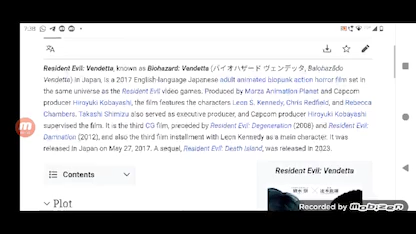 7:30
Resident Evil: Vendetta, known as Biohazard: Vendetta (バイオハザード ヴェンデッタ, Baiohazādo
Vendetta) in Japan, is a 2017 English-language Japanese adult animated biopunk action horror film set in
the same universe as the Resident Evil video games. Produced by Marza Animation Planet and Capcom
producer Hiroyuki Kobayashi, the film features the characters Leon S. Kennedy, Chris Redfield, and Rebecca
Chambers. Takashi Shimizu also served as executive producer, and Capcom producer Hiroyuki Kobayashi
supervised the film. It is the third CG film, preceded by Resident Evil: Degeneration (2008) and Resident Evil:
Damnation (2012), and also the third film installment with Leon Kennedy as a main character. It was
released in Japan on May 27, 2017. A sequel, Resident Evil: Death Island, was released in 2023.
Contents
Resident Evil: Vendetta
Plot
Recorded by
Mobizen